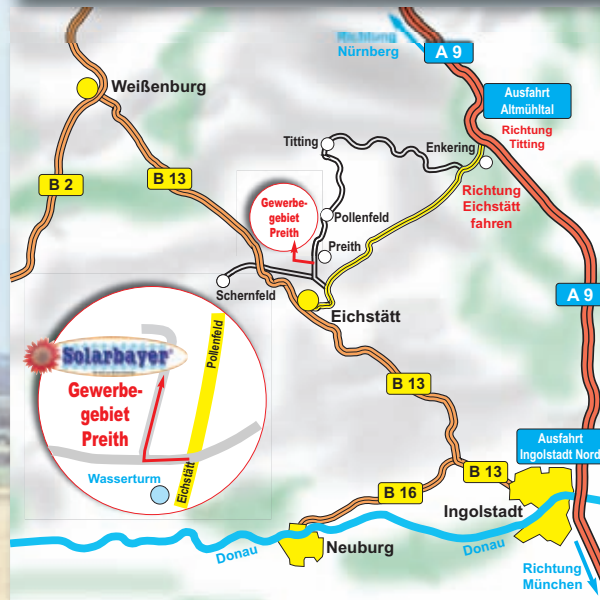 Richtung
Nürnberg
A 9
Weißenburg
Ausfahrt
Altmühltal
Richtung
Titting
Titting
Enkering
B 2
B 13
Richtung
Eichstätt
fahren
Gewerbe-
gebiet
Preith
Pollenfeld
Preith
Schernfeld
Eichstätt
A 9
Pollenfeld
Solarbayer®
Gewerbe-
gebiet
Preith
B 13
Ausfahrt
Ingolstadt Nord
Wasserturm
Eichstätt
B 13
B 16
Ingolstadt
Donau
Neuburg
Donau
Richtung
München